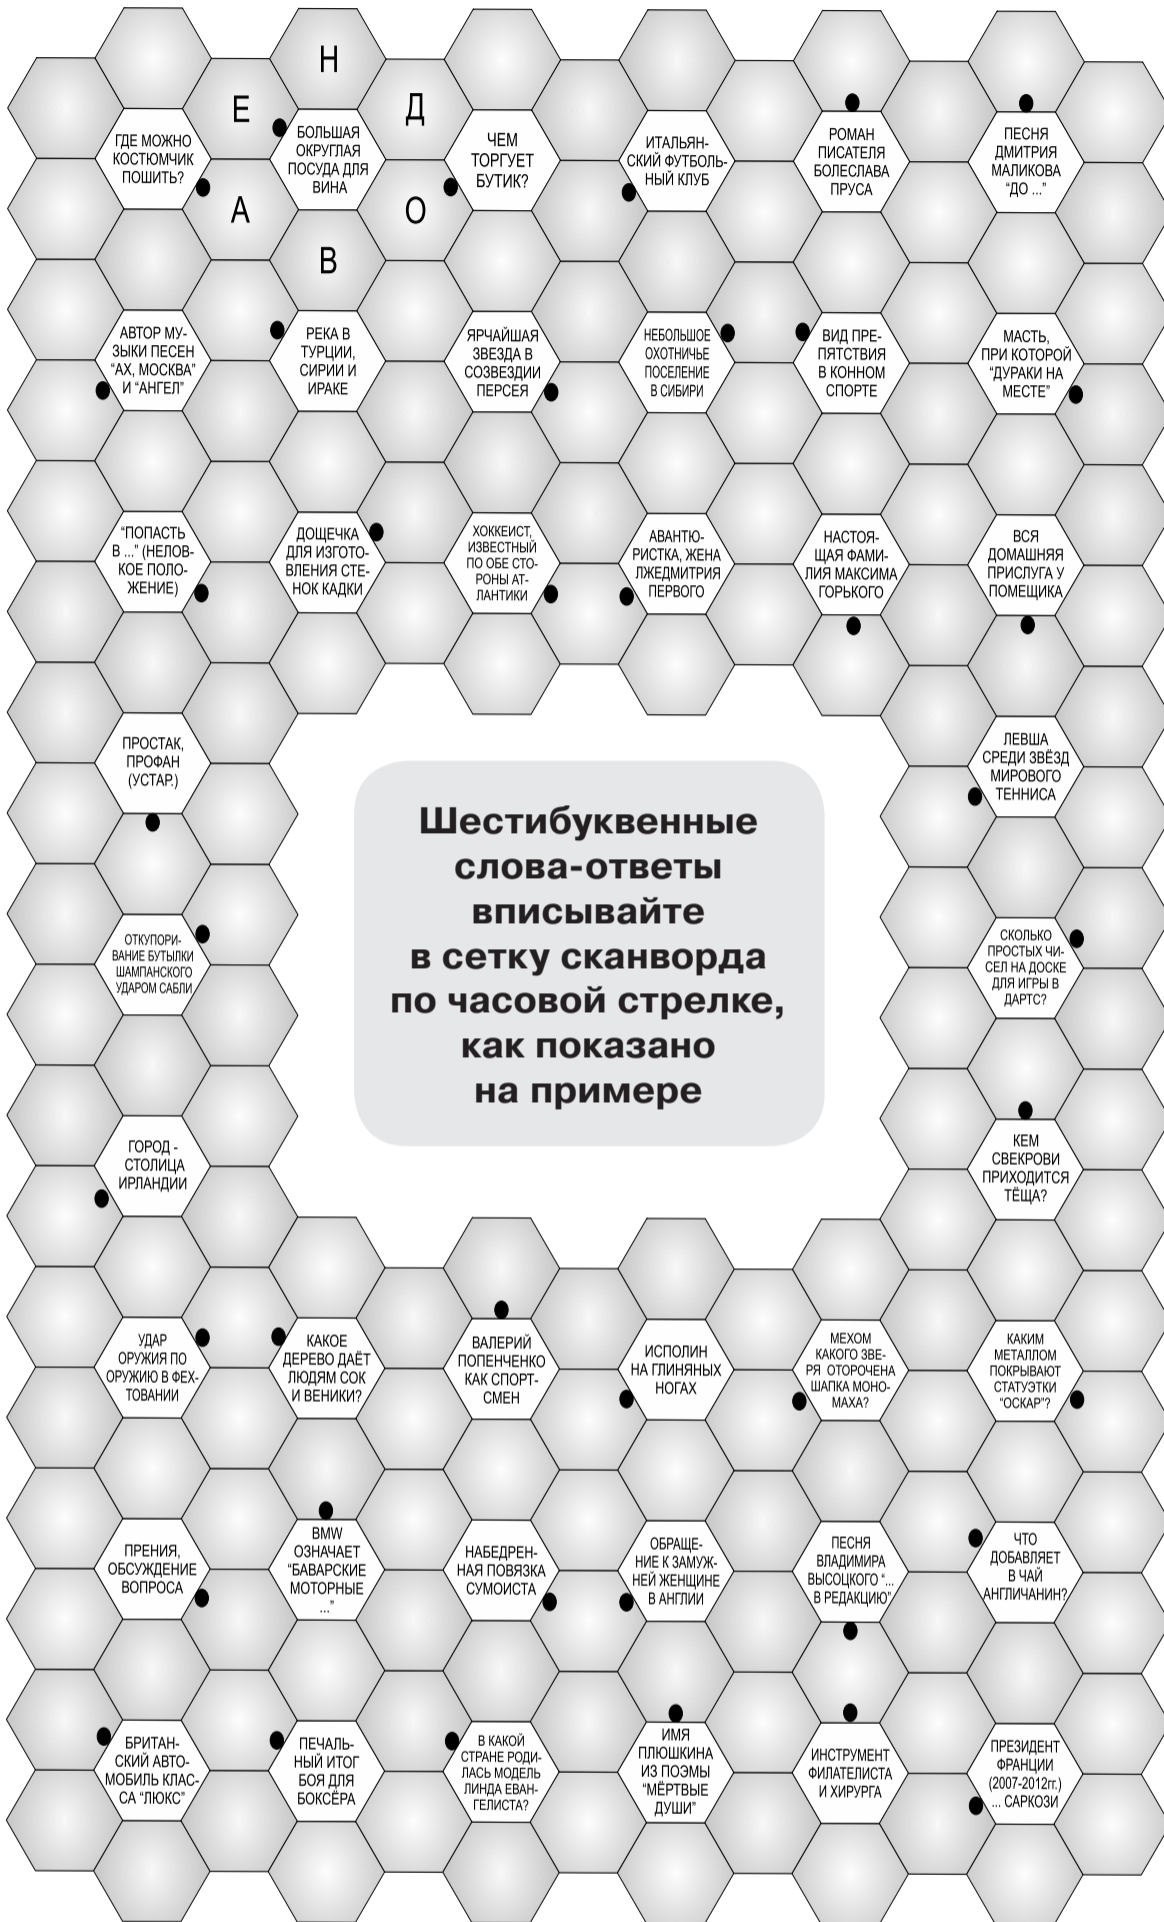 Н
Е
Д
А
О
В
ГДЕ МОЖНО
КОСТЮМЧИК
ПОШИТЬ?
БОЛЬШАЯ
ОКРУГЛАЯ
ПОСУДА ДЛЯ
ВИНА
ЧЕМ
ТОРГУЕТ
БУТИК?
ИТАЛЬЯН-
СКИЙ ФУТБОЛЬ-
НЫЙ КЛУБ
РОМАН
ПИСАТЕЛЯ
БОЛЕСЛАВА
ПРУСА
ПЕСНЯ
ДМИТРИЯ
МАЛИКОВА
"ДО ..."
АВТОР МУ-
ЗЫКИ ПЕСЕН
"АХ, МОСКВА"
И "АНГЕЛ"
РЕКА В
ТУРЦИИ,
СИРИИ И
ИРАКЕ
ЯРЧАЙШАЯ
ЗВЕЗДА В
СОЗВЕЗДИИ
ПЕРСЕЯ
НЕБОЛЬШОЕ
ОХОТНИЧЬЕ
ПОСЕЛЕНИЕ
В СИБИРИ
ВИД ПРЕ-
ПЯТСТВИЯ
В КОННОМ
СПОРТЕ
МАСТЬ,
ПРИ КОТОРОЙ
"ДУРАКИ НА
МЕСТЕ"
"ПОПАСТЬ
В ..." (НЕЛОВ-
КОЕ ПОЛО-
ЖЕНИЕ)
ДОЩЕЧКА
ДЛЯ ИЗГОТО-
ВЛЕНИЯ СТЕ-
НОК КАДКИ
ХОККЕИСТ,
ИЗВЕСТНЫЙ
ПО ОБЕ СТО-
РОНЫ АТ-
ЛАНТИКИ
АВАНТЮ-
РИСТКА, ЖЕНА
ЛЖЕДМИТРИЯ
ПЕРВОГО
НАСТОЯ-
ЩАЯ ФАМИ-
ЛИЯ МАКСИМА
ГОРЬКОГО
ВСЯ
ДОМАШНЯЯ
ПРИСЛУГА У
ПОМЕЩИКА
ПРОСТАК,
ПРОФАН
(УСТАР.)
ЛЕВША
СРЕДИ ЗВЁЗД
МИРОВОГО
ТЕННИСА
Шестибуквенные
слова-ответы
вписывайте
в сетку сканворда
по часовой стрелке,
как показано
на примере
ОТКУПОРИ-
ВАНИЕ БУТЫЛКИ
ШАМПАНСКОГО
УДАРОМ САБЛИ
СКОЛЬКО
ПРОСТЫХ ЧИ-
СЕЛ НА ДОСКЕ
ДЛЯ ИГРЫ В
ДАРТС?
ГОРОД -
СТОЛИЦА
ИРЛАНДИИ
КЕМ
СВЕКРОВИ
ПРИХОДИТСЯ
ТЁЩА?
УДАР
ОРУЖИЯ ПО
ОРУЖИЮ В ФЕХ-
ТОВАНИИ
КАКОЕ
ДЕРЕВО ДАЁТ
ЛЮДЯМ СОК
И ВЕНИКИ?
ВАЛЕРИЙ
ПОПЕНЧЕНКО
КАК СПОРТ-
СМЕН
ИСПОЛИН
НА ГЛИНЯНЫХ
НОГАХ
МЕХОМ
КАКОГО ЗВЕ-
РЯ ОТОРОЧЕНА
ШАПКА МОНО-
МАХА?
КАКИМ
МЕТАЛЛОМ
ПОКРЫВАЮТ
СТАТУЭТКИ
"ОСКАР"?
ПРЕНИЯ,
ОБСУЖДЕНИЕ
ВОПРОСА
BMW
ОЗНАЧАЕТ
"БАВАРСКИЕ
МОТОРНЫЕ
..."
НАБЕДРЕН-
НАЯ ПОВЯЗКА
СУМОИСТА
ОБРАЩЕ-
НИЕ К ЗАМУЖ-
НЕЙ ЖЕНЩИНЕ
В АНГЛИИ
ПЕСНЯ
ВЛАДИМИРА
ВЫСОЦКОГО "...
В РЕДАКЦИЮ"
ЧТО
ДОБАВЛЯЕТ
В ЧАЙ
АНГЛИЧАНИН?
БРИТАН-
СКИЙ АВТО-
МОБИЛЬ КЛАС-
СА "ЛЮКС"
ПЕЧАЛЬ-
НЫЙ ИТОГ
БОЯ ДЛЯ
БОКСЁРА
В КАКОЙ
СТРАНЕ РОДИ-
ЛАСЬ МОДЕЛЬ
ЛИНДА ЕВАН-
ГЕЛИСТА?
ИМЯ
ПЛЮШКИНА
ИЗ ПОЭМЫ
"МЁРТВЫЕ
ДУШИ"
ИНСТРУМЕНТ
ФИЛАТЕЛИСТА
И ХИРУРГА
ПРЕЗИДЕНТ
ФРАНЦИИ
(2007-2012гг.)
... САРКОЗИ